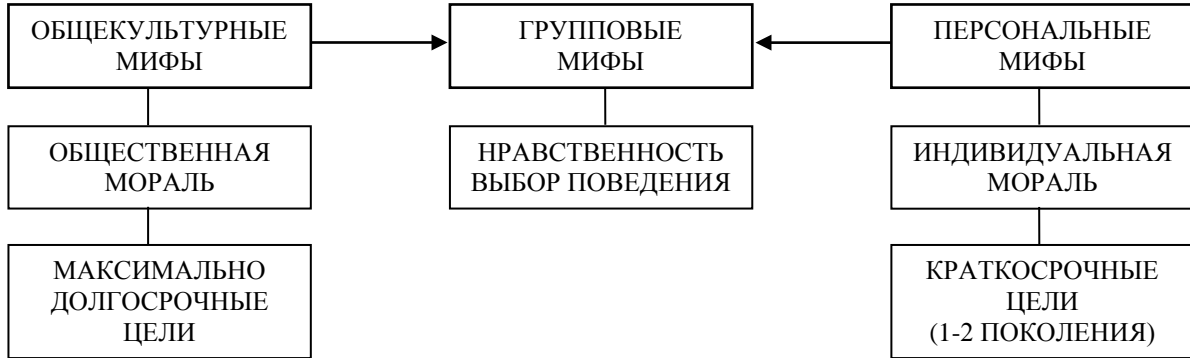 ОБЩЕКУЛЬТУРНЫЕ
МИФЫ
ГРУППОВЫЕ
МИФЫ
ПЕРСОНАЛЬНЫЕ
МИФЫ
ОБЩЕСТВЕННАЯ
МОРАЛЬ
НРАВСТВЕННОСТЬ
ВЫБОР ПОВЕДЕНИЯ
ИНДИВИДУАЛЬНАЯ
МОРАЛЬ
МАКСИМАЛЬНО
ДОЛГОСРОЧНЫЕ
ЦЕЛИ
КРАТКОСРОЧНЫЕ
ЦЕЛИ
(1-2 ПОКОЛЕНИЯ)